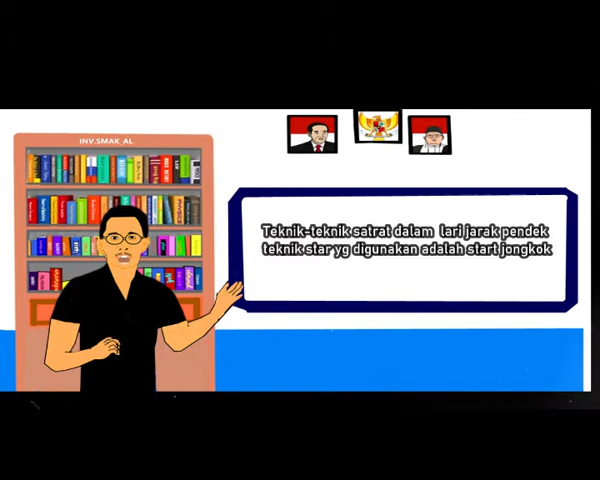 INV.SMAK_AL
Teknik-teknik satrat dalam lari jarak pendek
teknik star yg digunakan adalah start jongkok